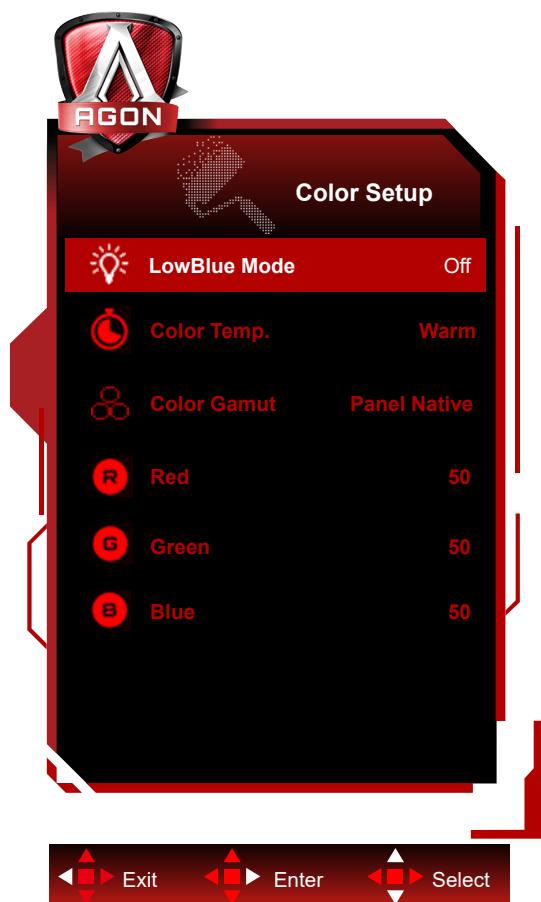 AGON
Color Setup
LowBlue Mode Off
Color Temp. Warm
Color Gamut Panel Native
R Red 50
G Green 50
B Blue 50
Exit Enter Select